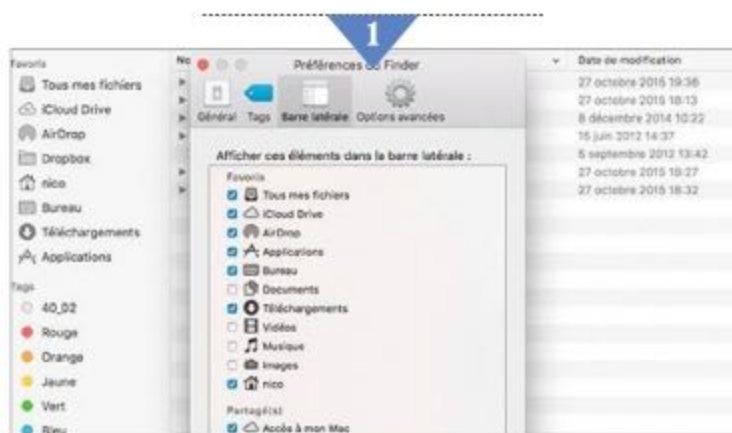 1
Favoris
Tous mes fichiers
iCloud Drive
AirDrop
Dropbox
nico
Bureau
Téléchargements
Applications
Tags
40_02
Rouge
Orange
Jaune
Vert
Bleu
No
Préférences du Finder
Général Tags Barre latérale Options avancées
Afficher ces éléments dans la barre latérale :
Favoris
Tous mes fichiers
iCloud Drive
AirDrop
Applications
Bureau
Documents
Téléchargements
Vidéos
Musique
Images
nico
Partagé(s)
Accès à mon Mac
Date de modification
27 octobre 2015 19:36
27 octobre 2015 18:13
8 décembre 2014 10:22
15 juin 2012 14:37
5 septembre 2012 13:42
27 octobre 2015 18:27
27 octobre 2015 18:32